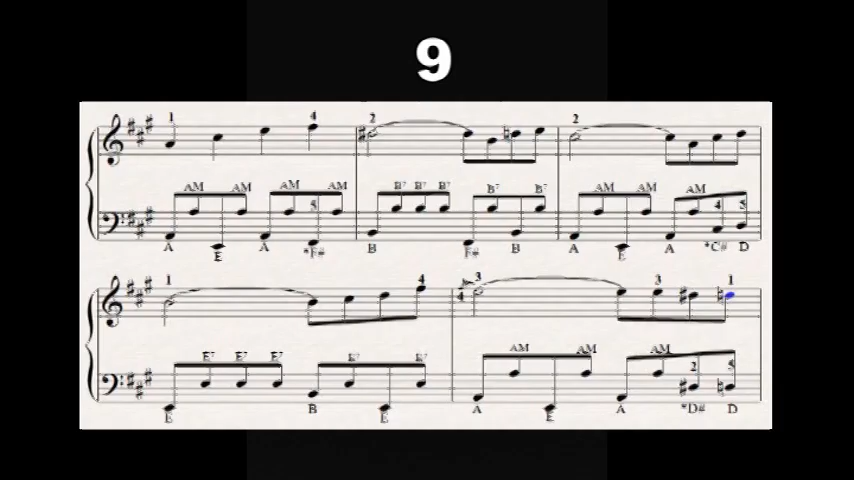 9
1 4 2 2
AM AM AM AM B7 B7 B7 B7 B7 AM AM AM
5 4 5
A E A *F# B F# B A E A *C# D
1 4 4 3 3 1
E7 E7 E7 E7 E7 AM AM AM
2 5
E B E A E A *D# D